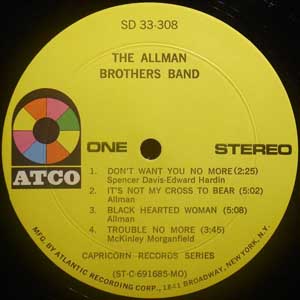 SD 33-308
THE ALLMAN
BROTHERS BAND
ATCO
ONE
STEREO
1. DON'T WANT YOU NO MORE (2:25)
Spencer Davis-Edward Hardin
2. IT'S NOT MY CROSS TO BEAR (5:02)
Allman
3. BLACK HEARTED WOMAN (5:08)
Allman
4. TROUBLE NO MORE (3:45)
McKinley Morganfield
CAPRICORN RECORDS SERIES
(ST-C-691685-MO)
MFG. BY ATLANTIC RECORDING CORP., 1841 BROADWAY, NEW YORK, N.Y.